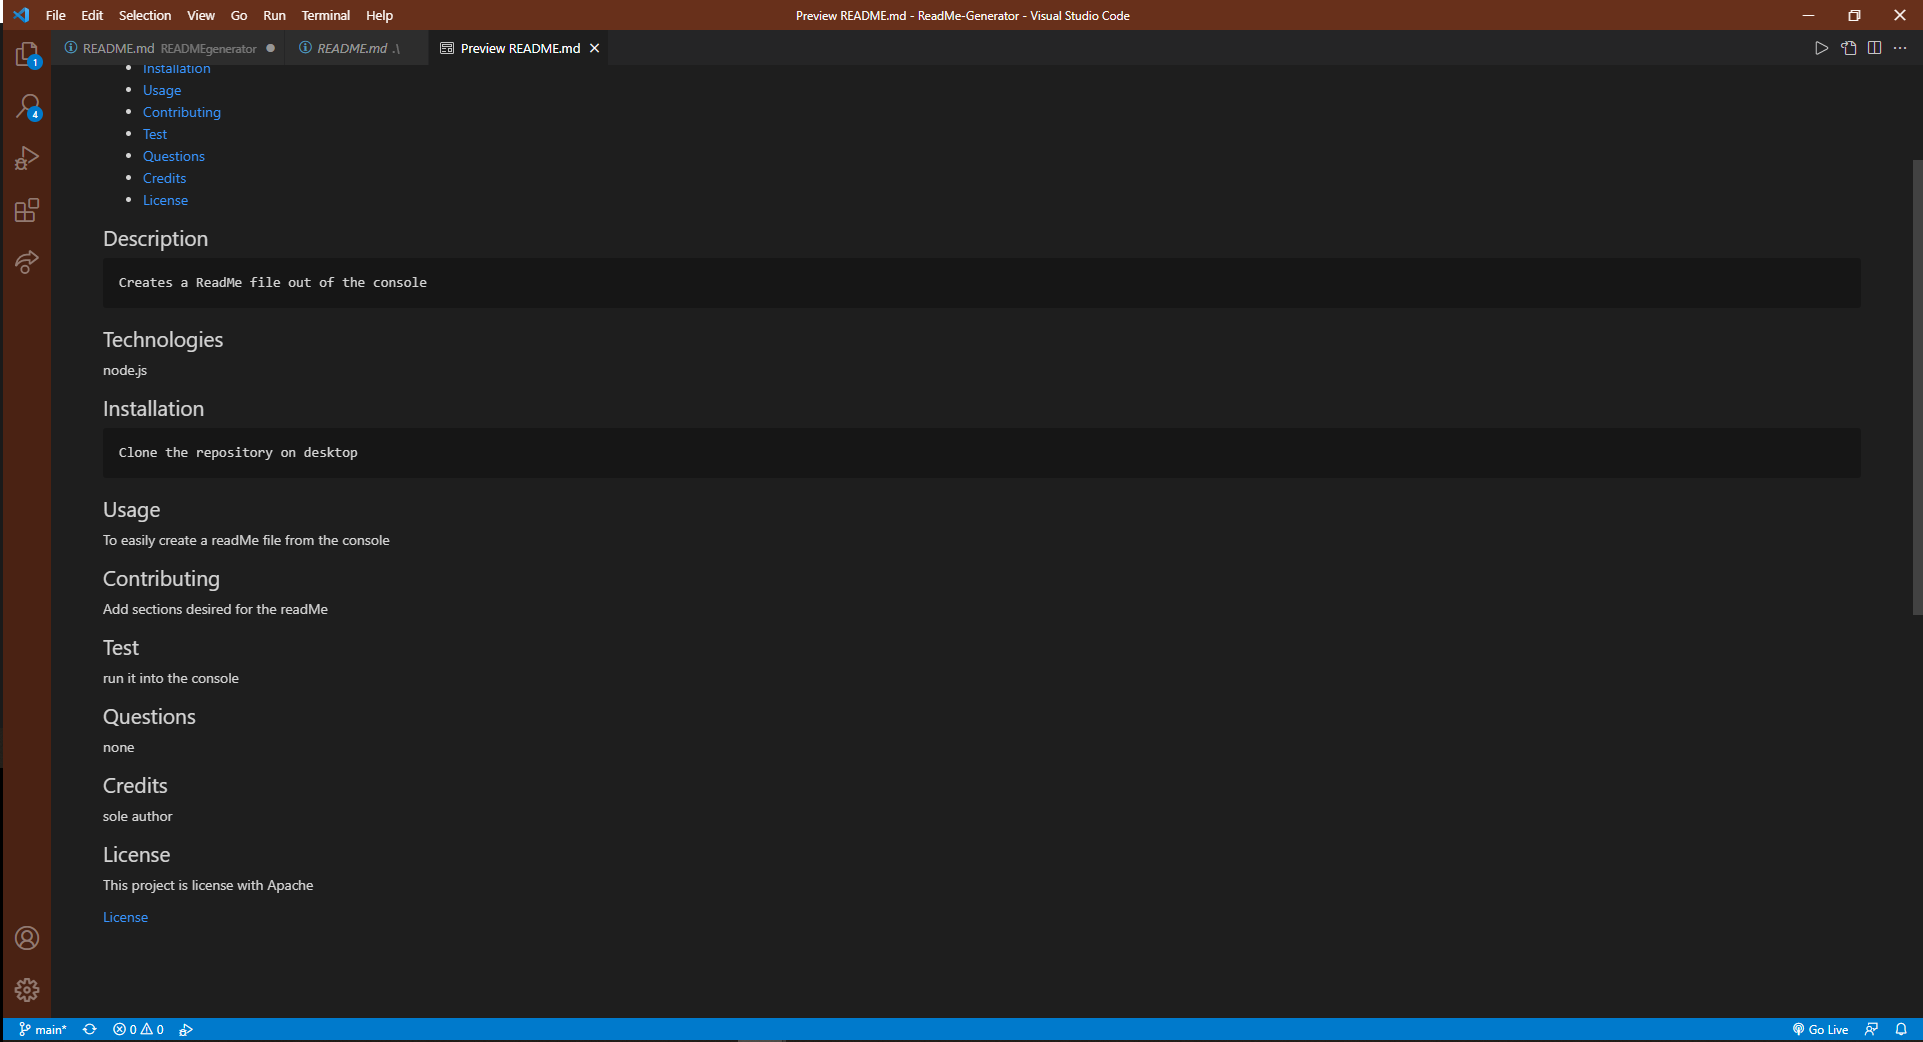 File Edit Selection View Go Run Terminal Help
Preview README.md - ReadMe-Generator - Visual Studio Code
README.md READMEgenerator
README.md .\
Preview README.md
1
4
Installation
Usage
Contributing
Test
Questions
Credits
License
Description
Creates a ReadMe file out of the console
Technologies
node.js
Installation
Clone the repository on desktop
Usage
To easily create a readMe file from the console
Contributing
Add sections desired for the readMe
Test
run it into the console
Questions
none
Credits
sole author
License
This project is license with Apache
License
main* 0 0
Go Live